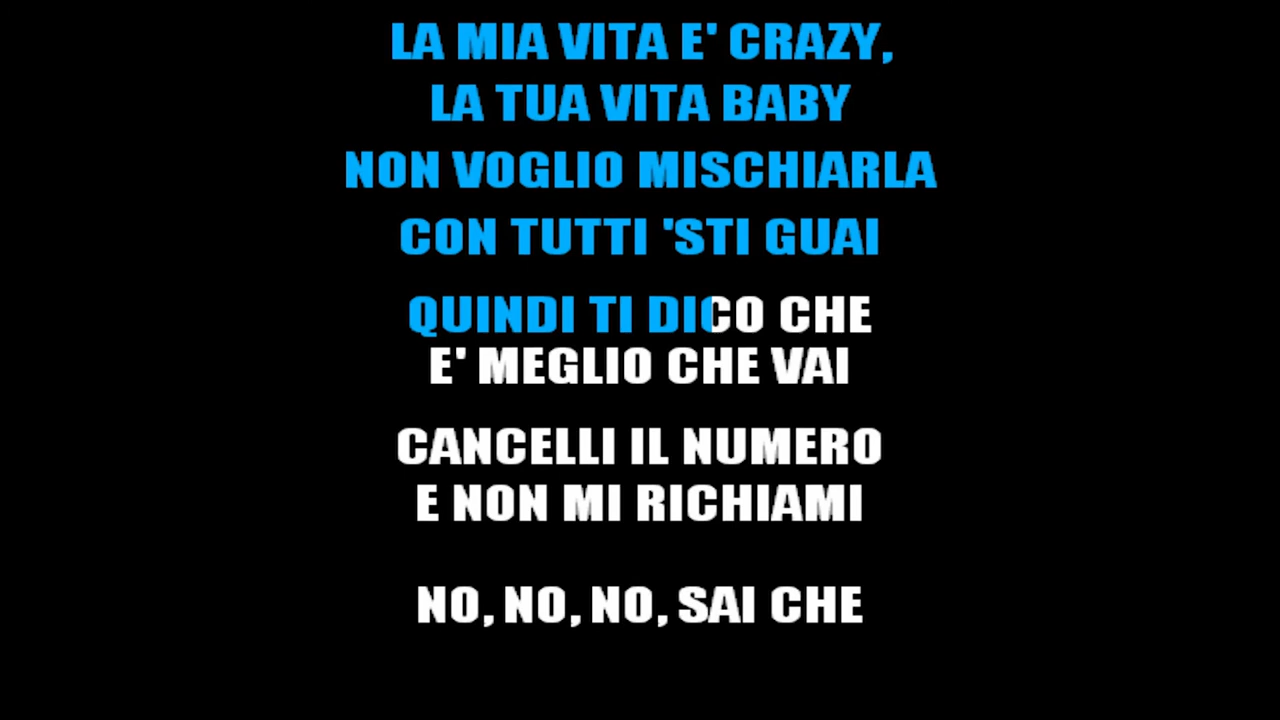 LA MIA VITA E' CRAZY,
LA TUA VITA BABY
NON VOGLIO MISCHIARLA
CON TUTTI 'STI GUAI
QUINDI TI DICO CHE
E' MEGLIO CHE VAI
CANCELLI IL NUMERO
E NON MI RICHIAMI
NO, NO, NO, SAI CHE